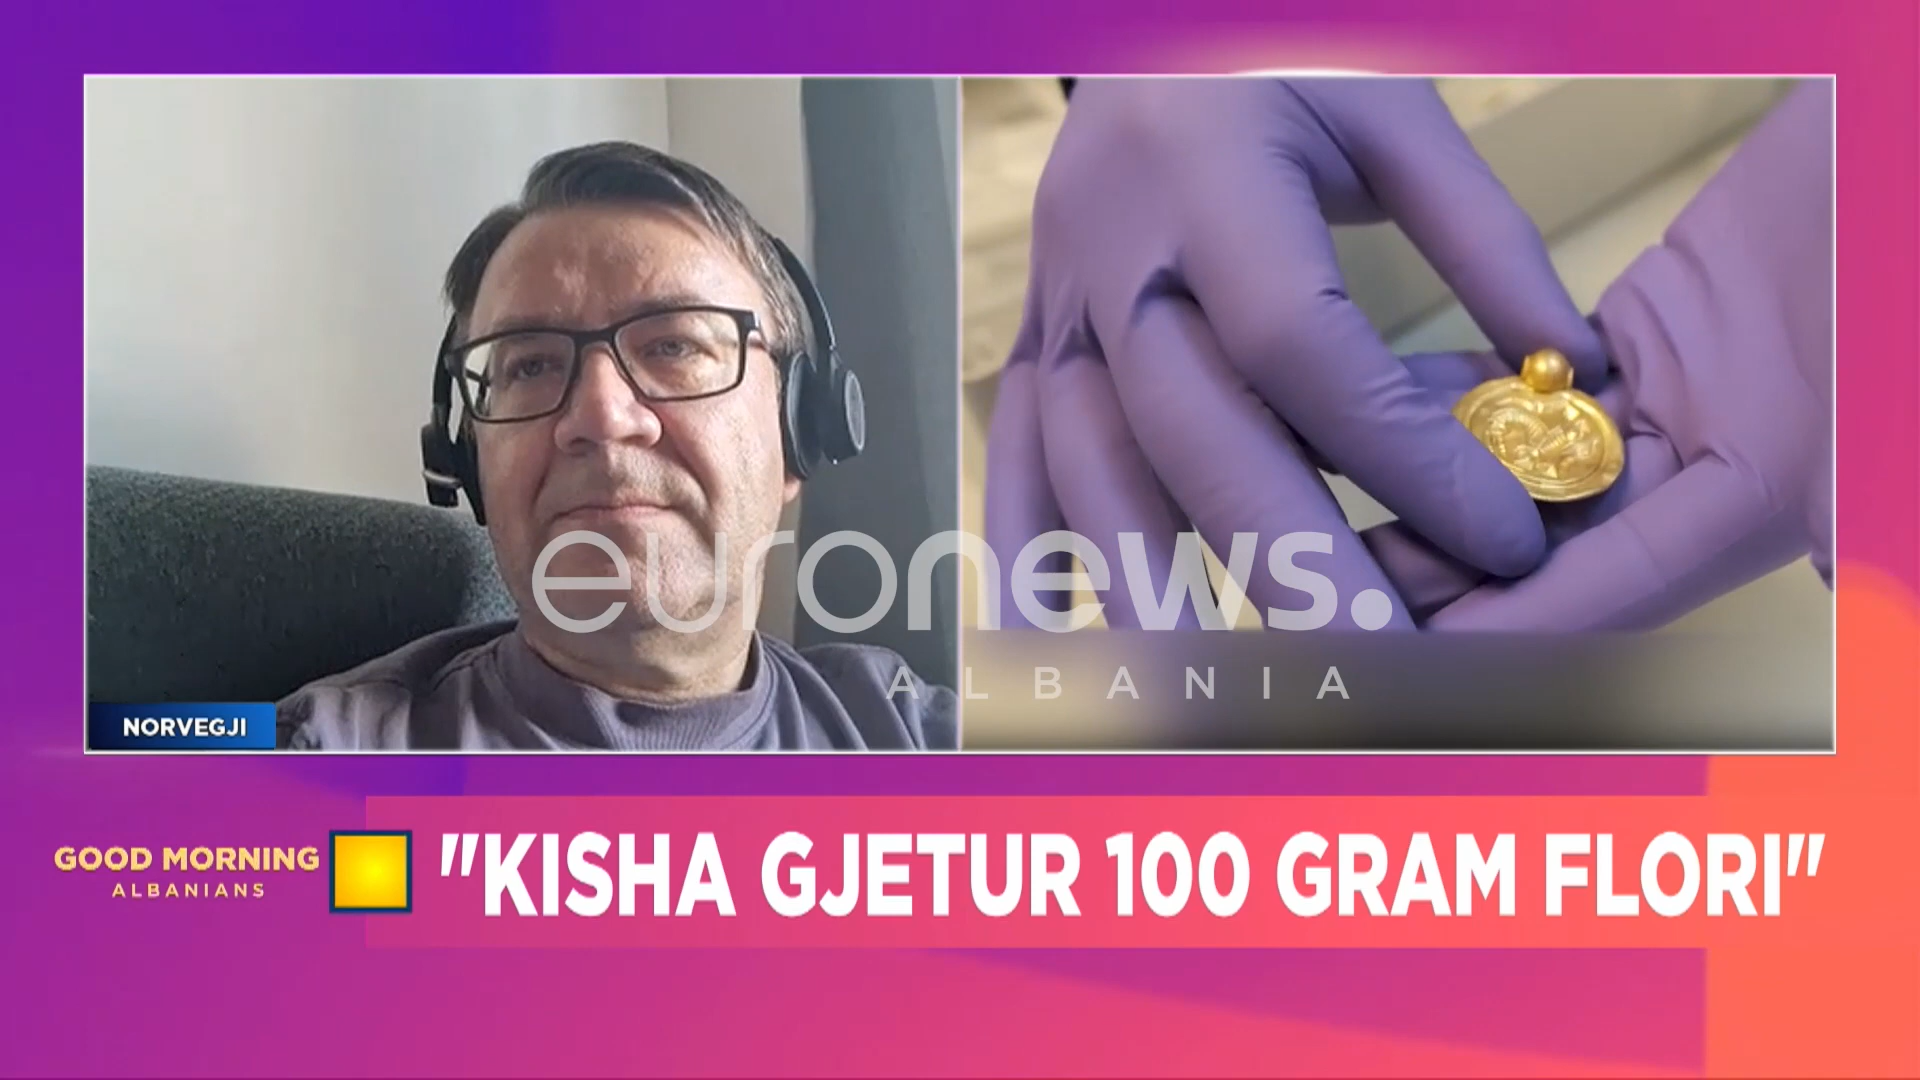 euronews.
ALBANIA
NORVEGJI
GOOD MORNING
ALBANIANS
"KISHA GJETUR 100 GRAM FLORI"